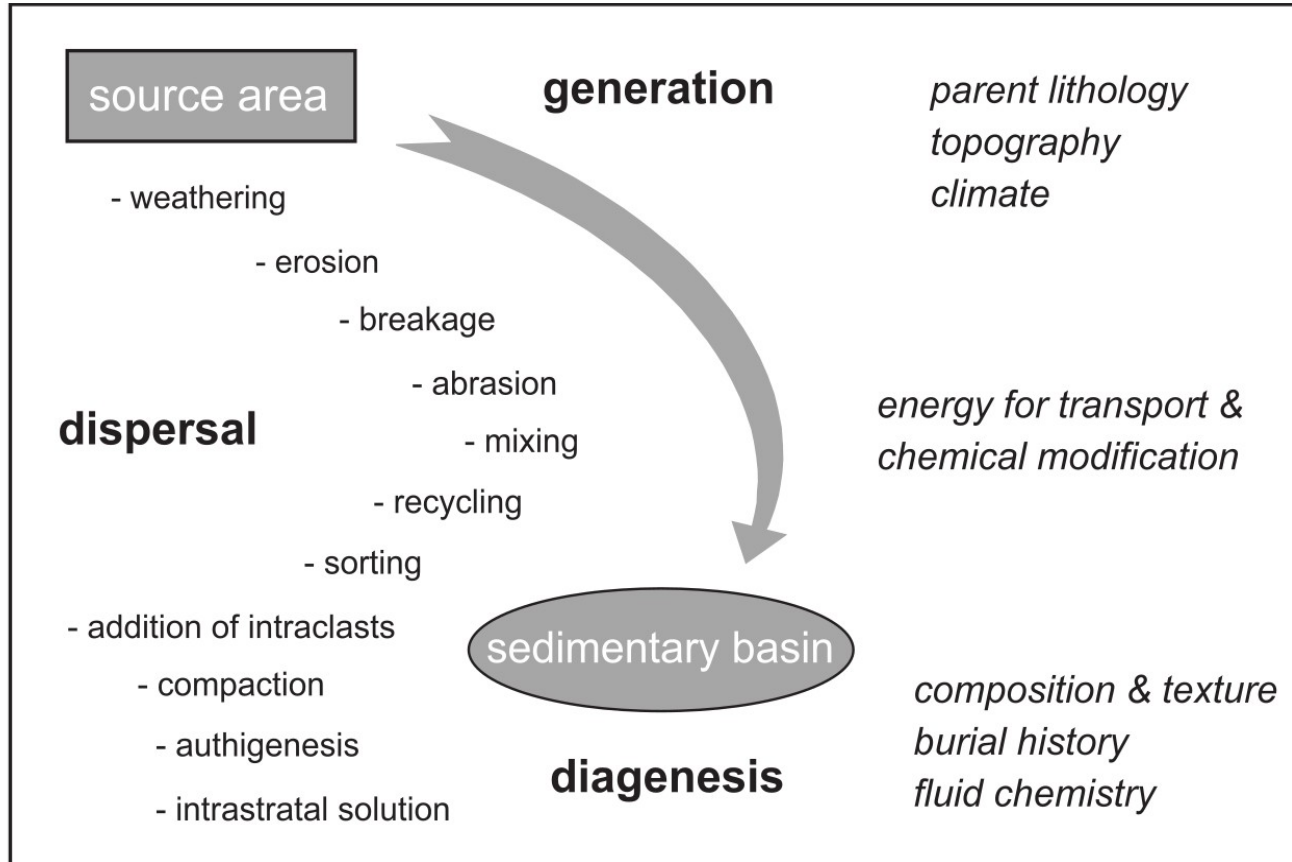 source area
generation
parent lithology
topography
climate
- weathering
- erosion
- breakage
- abrasion
dispersal
- mixing
energy for transport &
chemical modification
- recycling
- sorting
- addition of intraclasts
sedimentary basin
- compaction
- authigenesis
- intrastratal solution
diagenesis
composition & texture
burial history
fluid chemistry